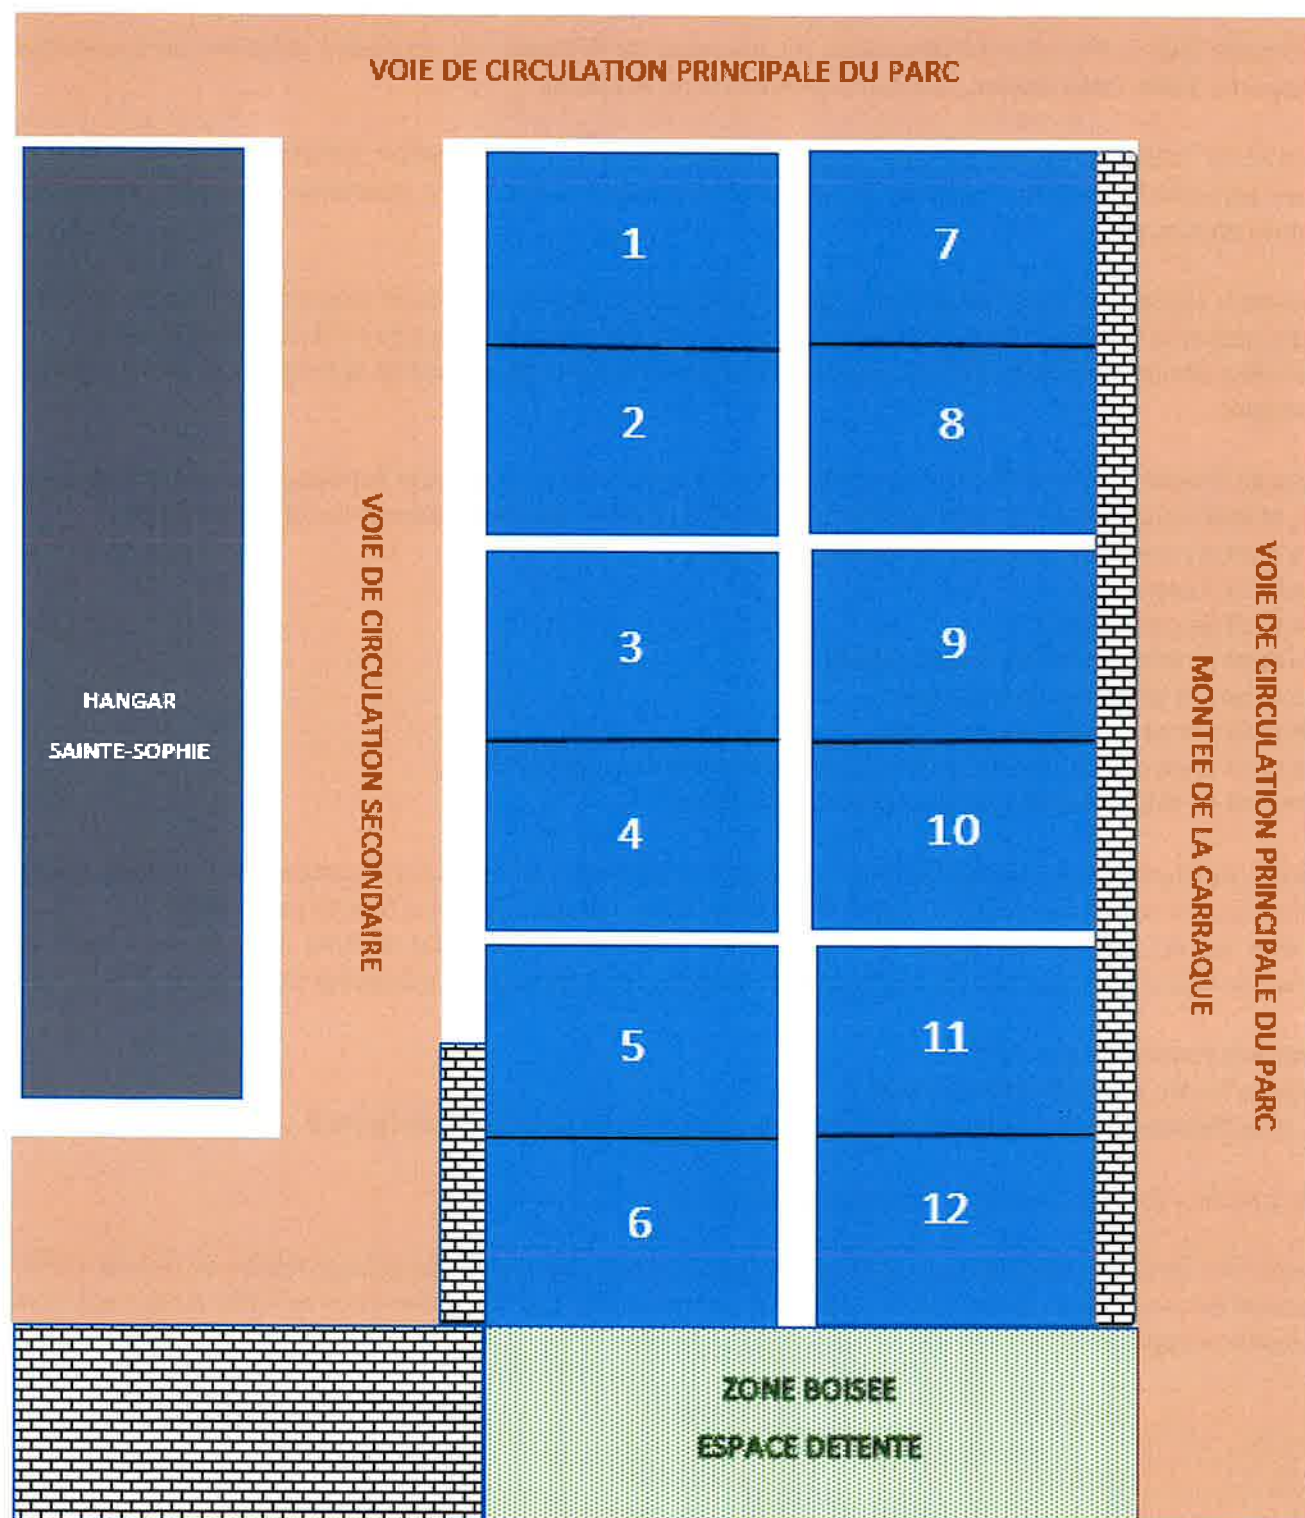 VOIE DE CIRCULATION PRINCIPALE DU PARC
1
7
2
8
3
9
4
10
5
11
6
12
HANGAR
SAINTE-SOPHIE
VOIE DE CIRCULATION SECONDAIRE
MONTEE DE LA CARRAQUE
VOIE DE CIRCULATION PRINCIPALE DU PARC
ZONE BOISEE
ESPACE DETENTE